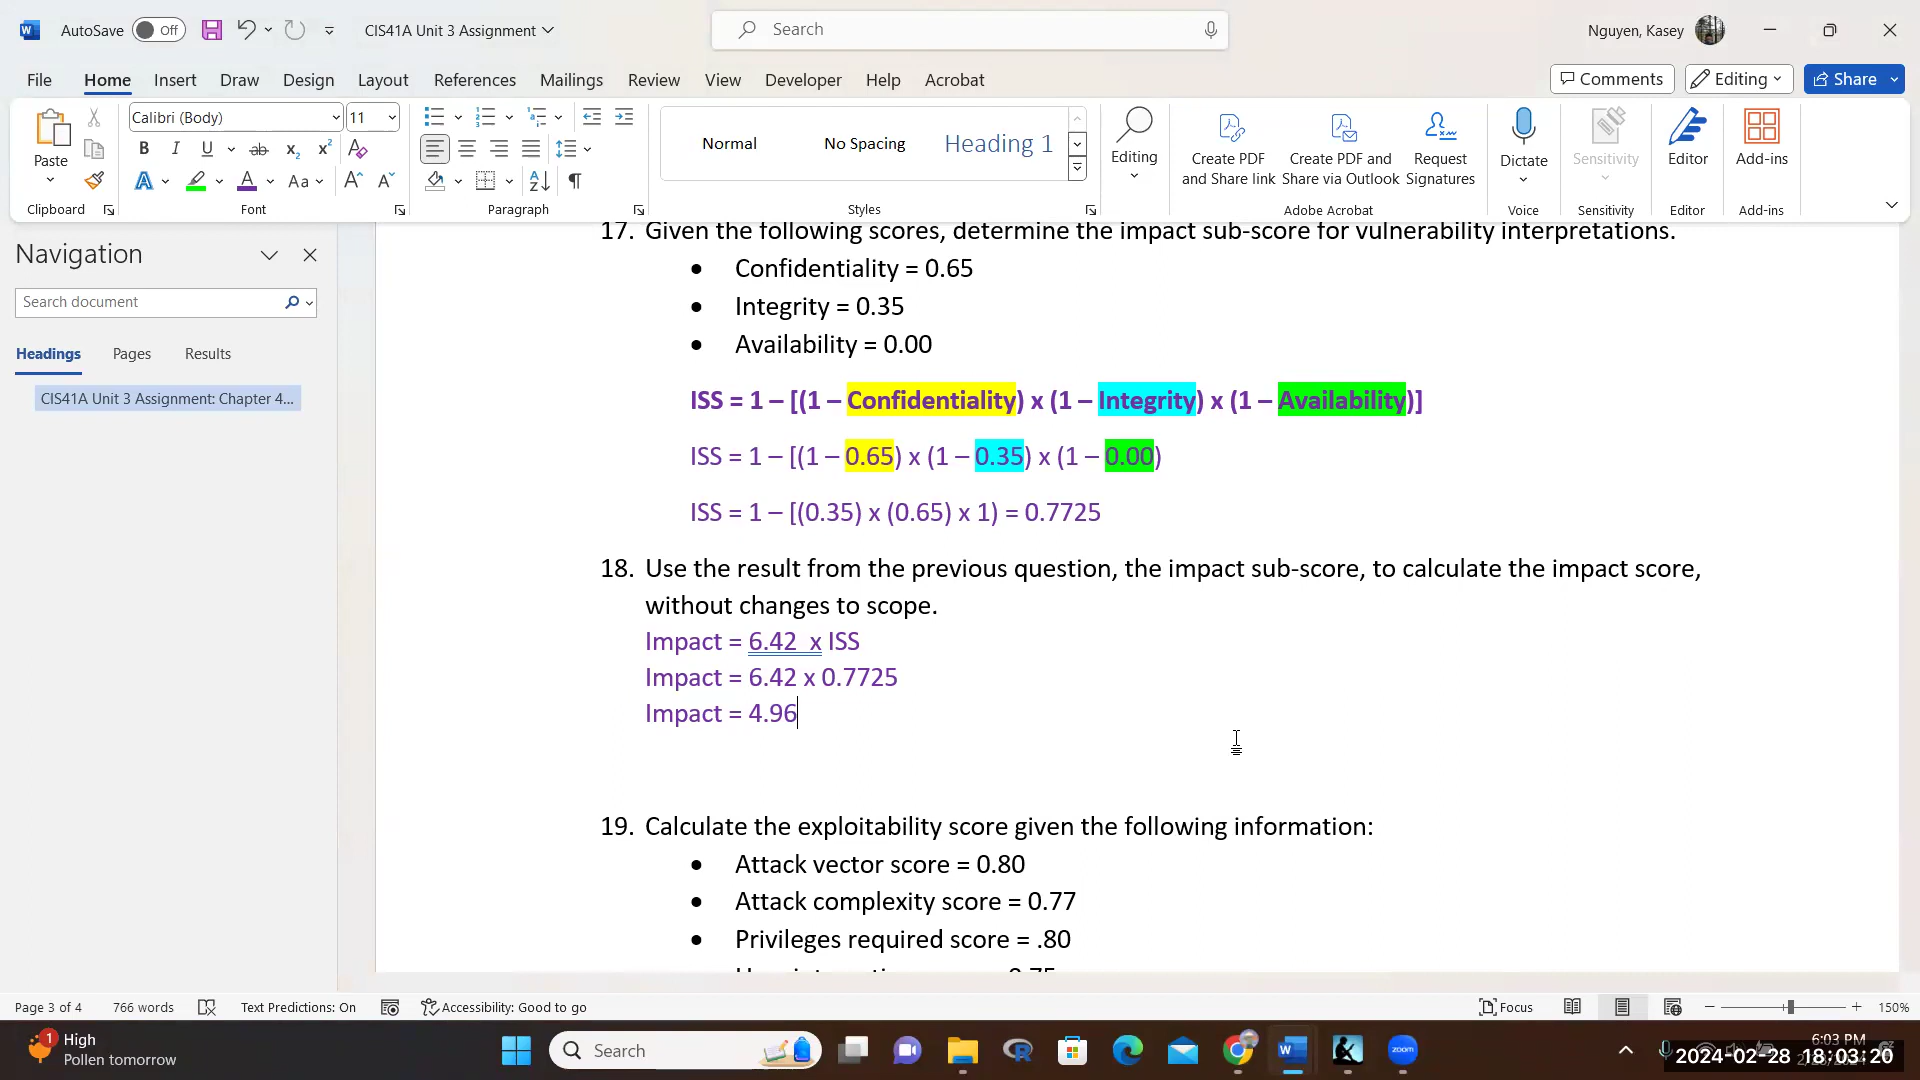 AutoSave Off CIS41A Unit 3 Assignment Search Nguyen, Kasey
File Home Insert Draw Design Layout References Mailings Review View Developer Help Acrobat Comments Editing Share
Calibri (Body) 11
Normal No Spacing Heading 1
Paste Editing Create PDF and Share link Create PDF and Share via Outlook Request Signatures Dictate Sensitivity Editor Add-ins
Clipboard Font Paragraph Styles Adobe Acrobat Voice Sensitivity Editor Add-ins
Navigation
Search document
Headings Pages Results
CIS41A Unit 3 Assignment: Chapter 4...
17. Given the following scores, determine the impact sub-score for vulnerability interpretations.
• Confidentiality = 0.65
• Integrity = 0.35
• Availability = 0.00
ISS = 1 – [(1 – Confidentiality) x (1 – Integrity) x (1 – Availability)]
ISS = 1 – [(1 – 0.65) x (1 – 0.35) x (1 – 0.00)
ISS = 1 – [(0.35) x (0.65) x 1) = 0.7725
18. Use the result from the previous question, the impact sub-score, to calculate the impact score,
without changes to scope.
Impact = 6.42  x ISS
Impact = 6.42 x 0.7725
Impact = 4.96
19. Calculate the exploitability score given the following information:
• Attack vector score = 0.80
• Attack complexity score = 0.77
• Privileges required score = .80
Page 3 of 4 766 words Text Predictions: On Accessibility: Good to go Focus 150%
1 High
Pollen tomorrow
Search
zoom
6:03 PM
2024-02-28 18:03:20